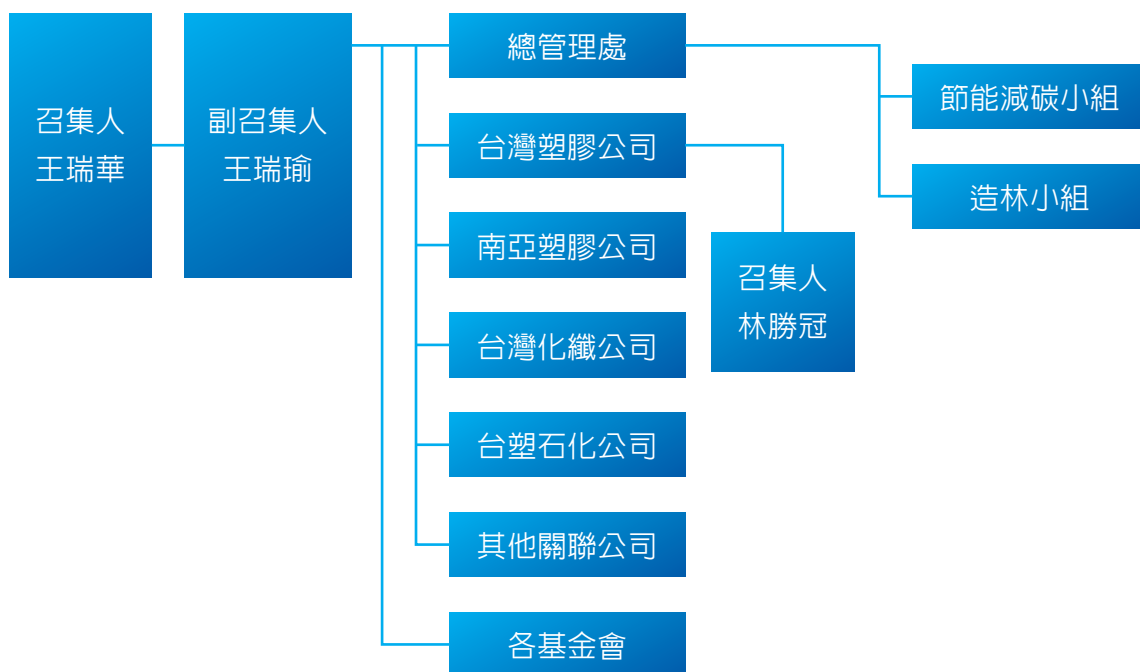 召集人
王瑞華
副召集人
王瑞瑜
總管理處
台灣塑膠公司
南亞塑膠公司
台灣化纖公司
台塑石化公司
其他關聯公司
各基金會
召集人
林勝冠
節能減碳小組
造林小組